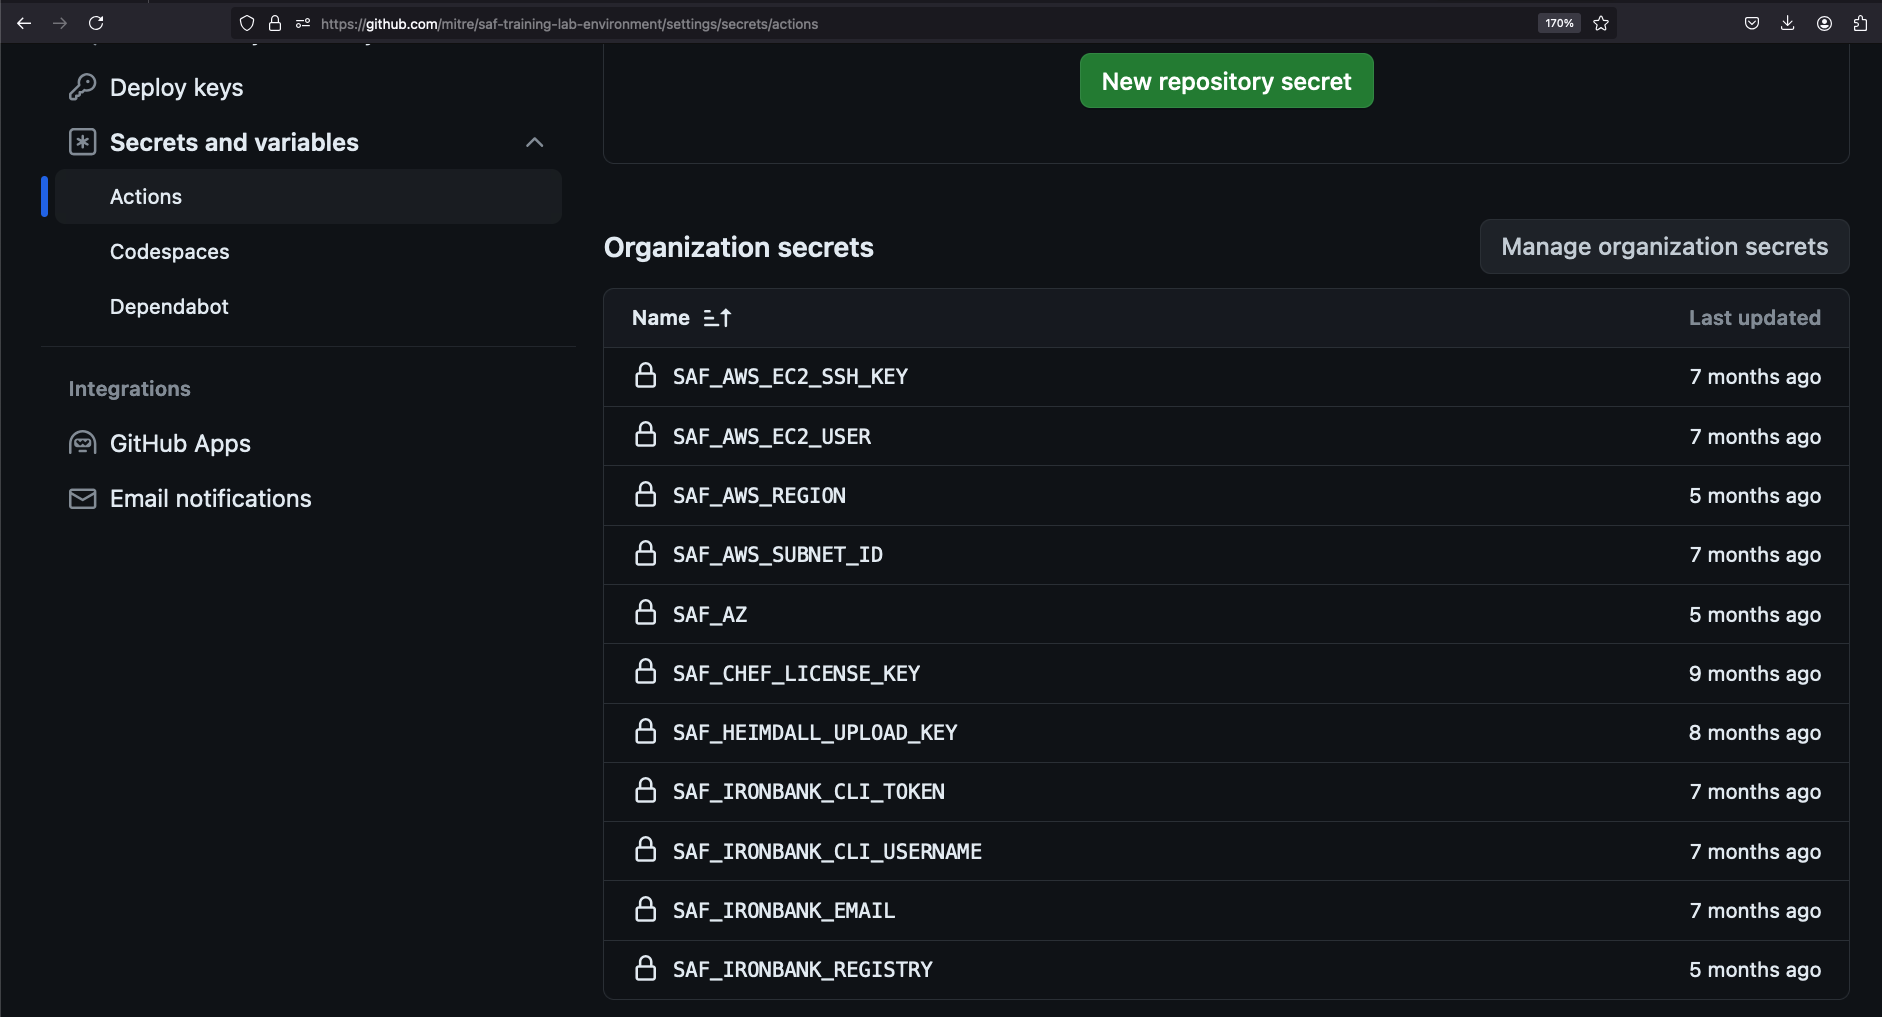 https://github.com/mitre/saf-training-lab-environment/settings/secrets/actions
170%
Deploy keys
Secrets and variables
Actions
Codespaces
Dependabot
Integrations
GitHub Apps
Email notifications
New repository secret
Organization secrets
Manage organization secrets
Name Last updated
SAF_AWS_EC2_SSH_KEY 7 months ago
SAF_AWS_EC2_USER 7 months ago
SAF_AWS_REGION 5 months ago
SAF_AWS_SUBNET_ID 7 months ago
SAF_AZ 5 months ago
SAF_CHEF_LICENSE_KEY 9 months ago
SAF_HEIMDALL_UPLOAD_KEY 8 months ago
SAF_IRONBANK_CLI_TOKEN 7 months ago
SAF_IRONBANK_CLI_USERNAME 7 months ago
SAF_IRONBANK_EMAIL 7 months ago
SAF_IRONBANK_REGISTRY 5 months ago